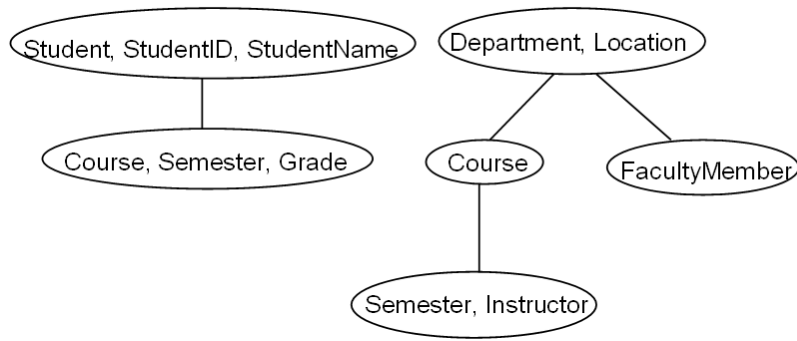 Student, StudentID, StudentName
Department, Location
Course, Semester, Grade
Course
FacultyMember
Semester, Instructor